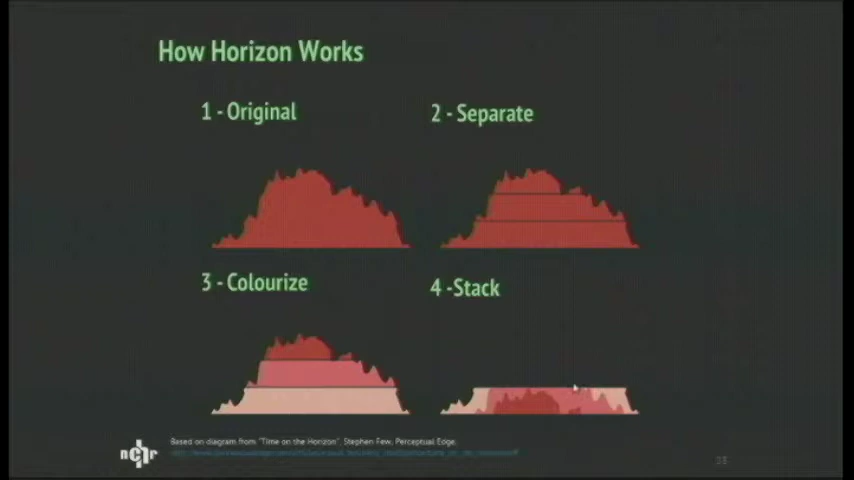 How Horizon Works
1 - Original
2 - Separate
3 - Colourize
4 -Stack
Based on diagram from "Time on the Horizon". Stephen Few, Perceptual Edge.